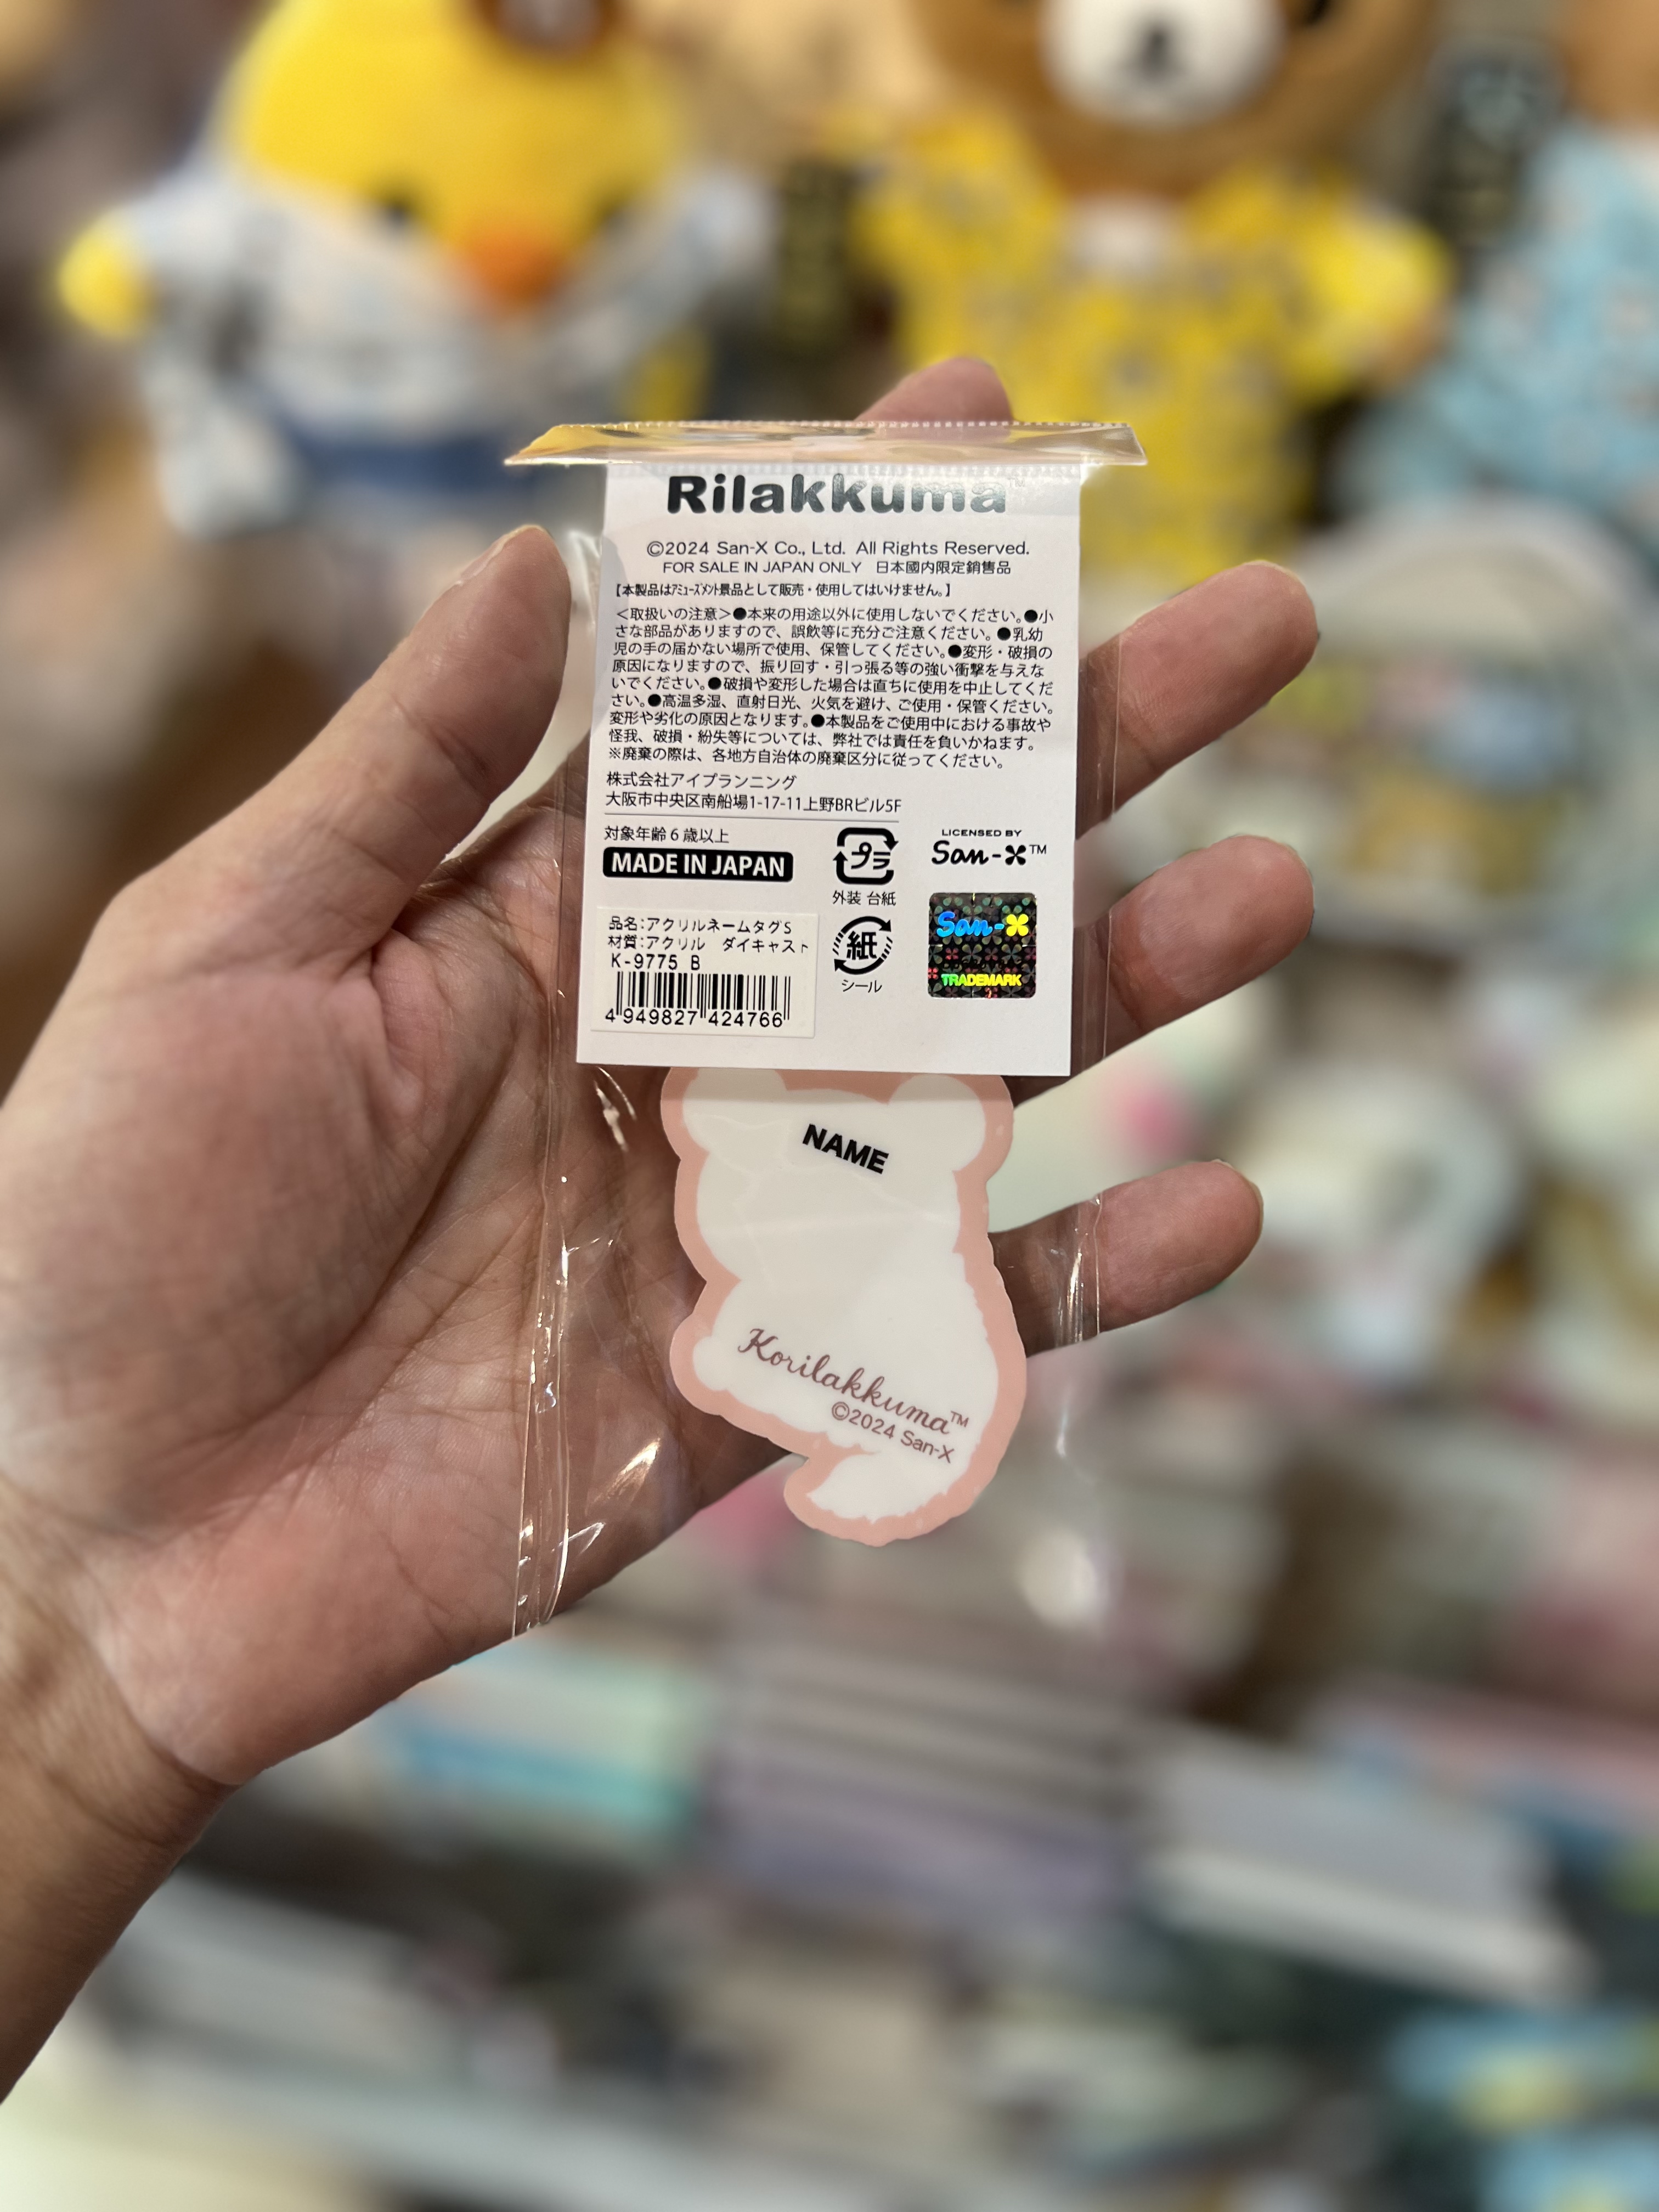 Rilakkuma™
©2024 San-X Co., Ltd. All Rights Reserved.
FOR SALE IN JAPAN ONLY 日本國内限定銷售品
【本製品はｱﾐｭｰｽﾞﾒﾝﾄ景品として販売・使用してはいけません。】
＜取扱いの注意＞●本来の用途以外に使用しないでください。●小
さな部品がありますので、誤飲等に充分ご注意ください。●乳幼
児の手の届かない場所で使用、保管してください。●変形・破損の
原因になりますので、振り回す・引っ張る等の強い衝撃を与えな
いでください。●破損や変形した場合は直ちに使用を中止してくだ
さい。●高温多湿、直射日光、火気を避け、ご使用・保管ください。
変形や劣化の原因となります。●本製品をご使用中における事故や
怪我、破損・紛失等については、弊社では責任を負いかねます。
※廃棄の際は、各地方自治体の廃棄区分に従ってください。
株式会社アイプランニング
大阪市中央区南船場1-17-11上野BRビル5F
対象年齢6歳以上
MADE IN JAPAN
プラ
外装 台紙
紙
シール
LICENSED BY
San-X™
San-X
TRADEMARK
品名:アクリルネームタグS
材質:アクリル ダイキャスト
K-9775 B
4 949827 424766
NAME
Korilakkuma™
©2024 San-X